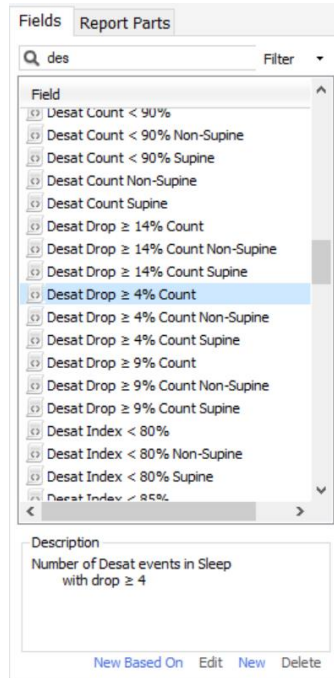 Fields Report Parts
des Filter
Field
Desat Count < 90%
Desat Count < 90% Non-Supine
Desat Count < 90% Supine
Desat Count Non-Supine
Desat Count Supine
Desat Drop ≥ 14% Count
Desat Drop ≥ 14% Count Non-Supine
Desat Drop ≥ 14% Count Supine
Desat Drop ≥ 4% Count
Desat Drop ≥ 4% Count Non-Supine
Desat Drop ≥ 4% Count Supine
Desat Drop ≥ 9% Count
Desat Drop ≥ 9% Count Non-Supine
Desat Drop ≥ 9% Count Supine
Desat Index < 80%
Desat Index < 80% Non-Supine
Desat Index < 80% Supine
Desat Index < 85%
Description
Number of Desat events in Sleep
with drop ≥ 4
New Based On Edit New Delete